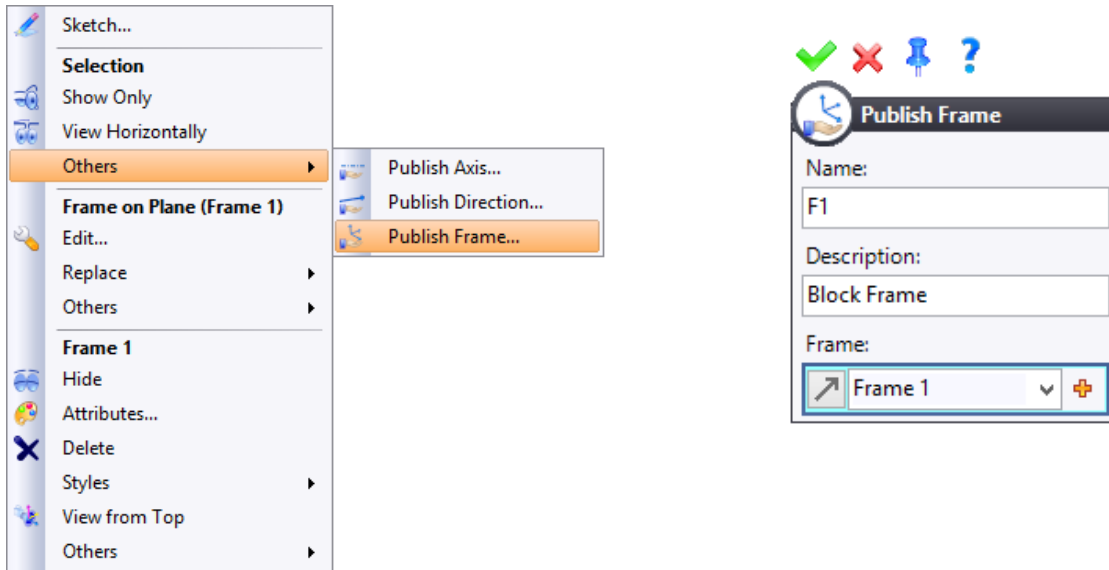 Sketch...
Selection
Show Only
View Horizontally
Others
Frame on Plane (Frame 1)
Edit...
Replace
Others
Frame 1
Hide
Attributes...
Delete
Styles
View from Top
Others
Publish Axis...
Publish Direction...
Publish Frame...
Publish Frame
Name:
F1
Description:
Block Frame
Frame:
Frame 1